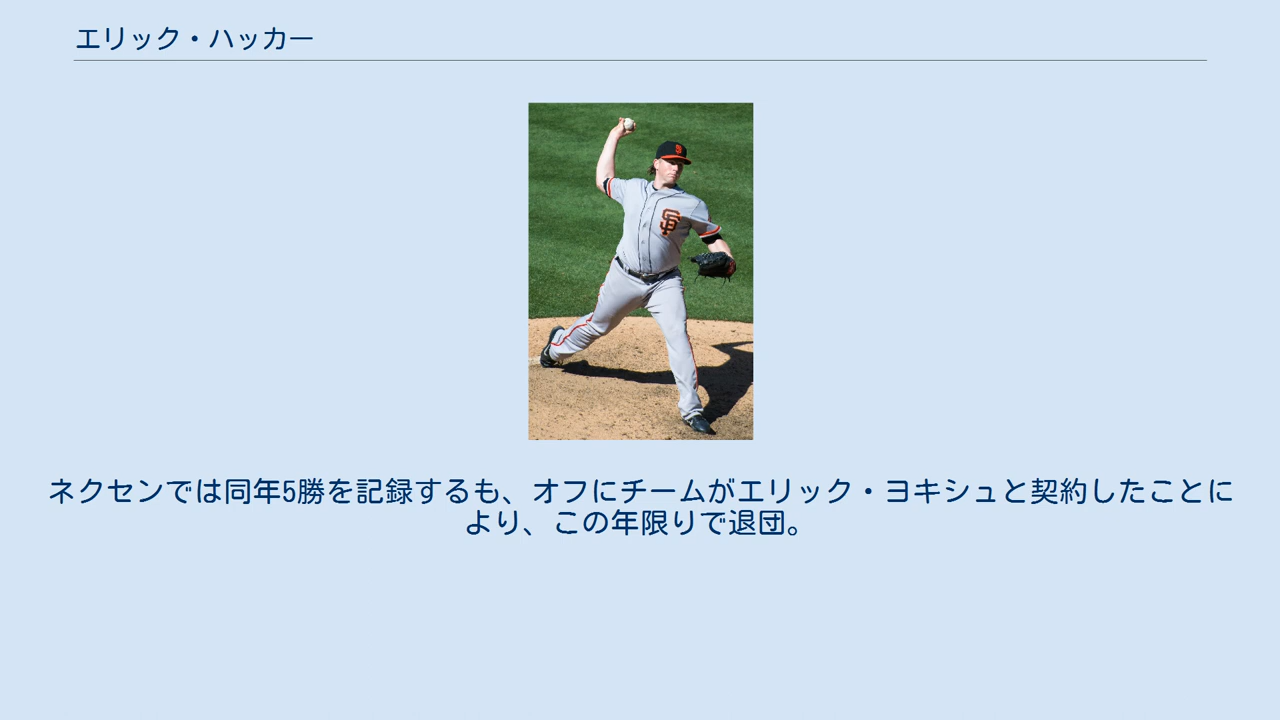 エリック・ハッカー
SF
ネクセンでは同年5勝を記録するも、オフにチームがエリック・ヨキシュと契約したことに
より、この年限りで退団。